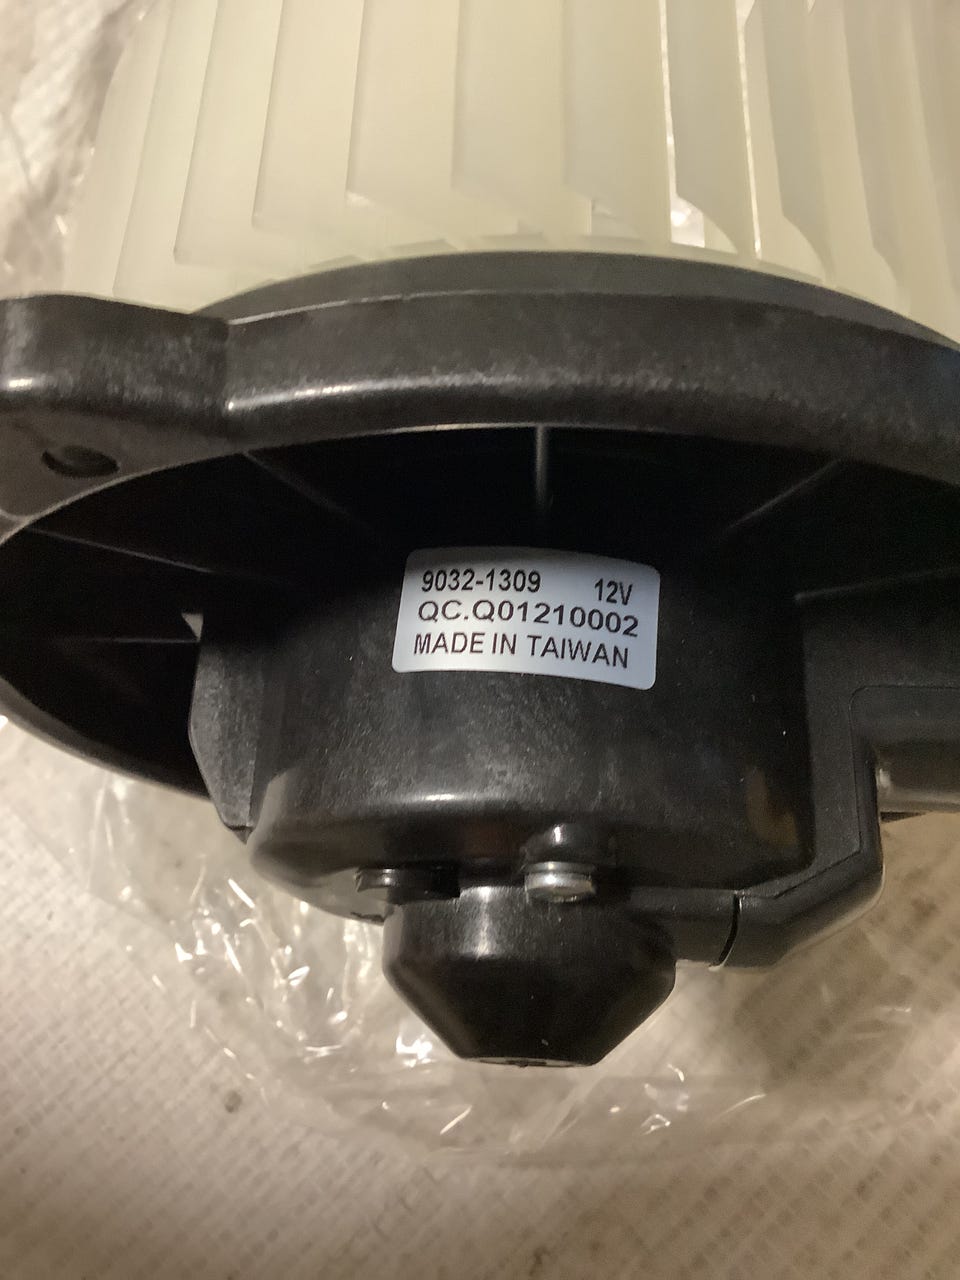 9032-1309 12V
QC.Q01210002
MADE IN TAIWAN